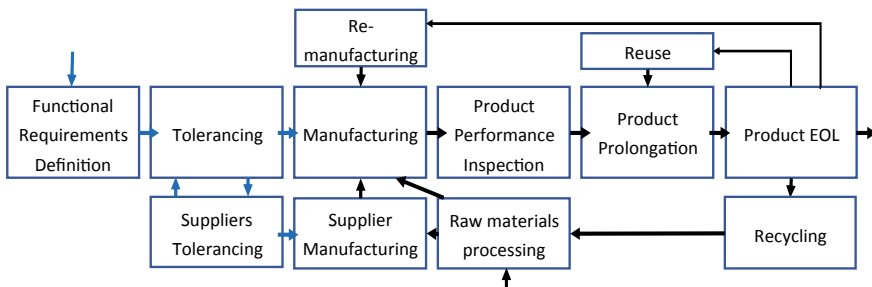 Re-
manufacturing
Reuse
Functional
Requirements
Definition
Tolerancing
Manufacturing
Product
Performance
Inspection
Product
Prolongation
Product EOL
Suppliers
Tolerancing
Supplier
Manufacturing
Raw materials
processing
Recycling